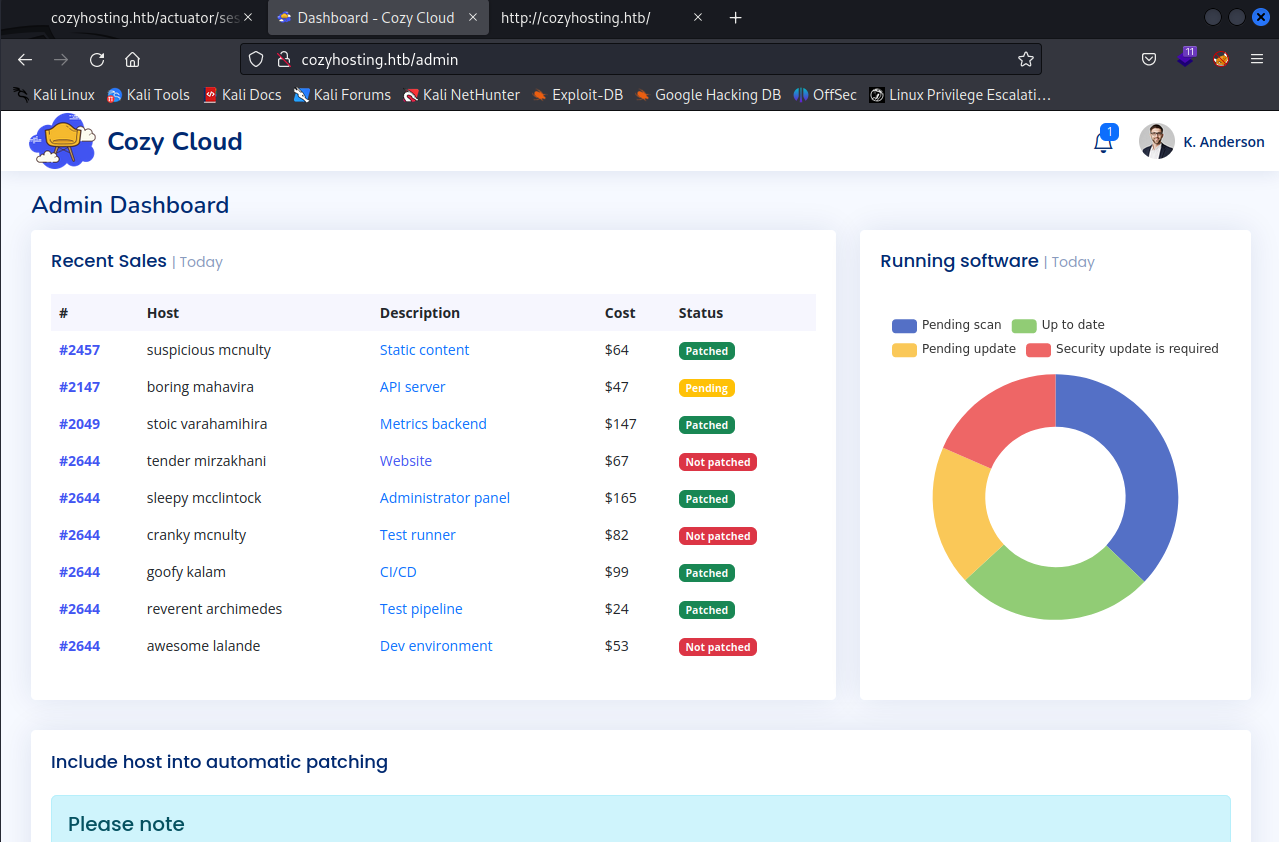 cozyhosting.htb/actuator/ses
Dashboard - Cozy Cloud
http://cozyhosting.htb/
cozyhosting.htb/admin
11
Kali Linux Kali Tools Kali Docs Kali Forums Kali NetHunter Exploit-DB Google Hacking DB OffSec Linux Privilege Escalati…
Cozy Cloud
1
K. Anderson
Admin Dashboard
Recent Sales | Today
# Host Description Cost Status
#2457 suspicious mcnulty Static content $64 Patched
#2147 boring mahavira API server $47 Pending
#2049 stoic varahamihira Metrics backend $147 Patched
#2644 tender mirzakhani Website $67 Not patched
#2644 sleepy mcclintock Administrator panel $165 Patched
#2644 cranky mcnulty Test runner $82 Not patched
#2644 goofy kalam CI/CD $99 Patched
#2644 reverent archimedes Test pipeline $24 Patched
#2644 awesome lalande Dev environment $53 Not patched
Running software | Today
Pending scan Up to date
Pending update Security update is required
Include host into automatic patching
Please note